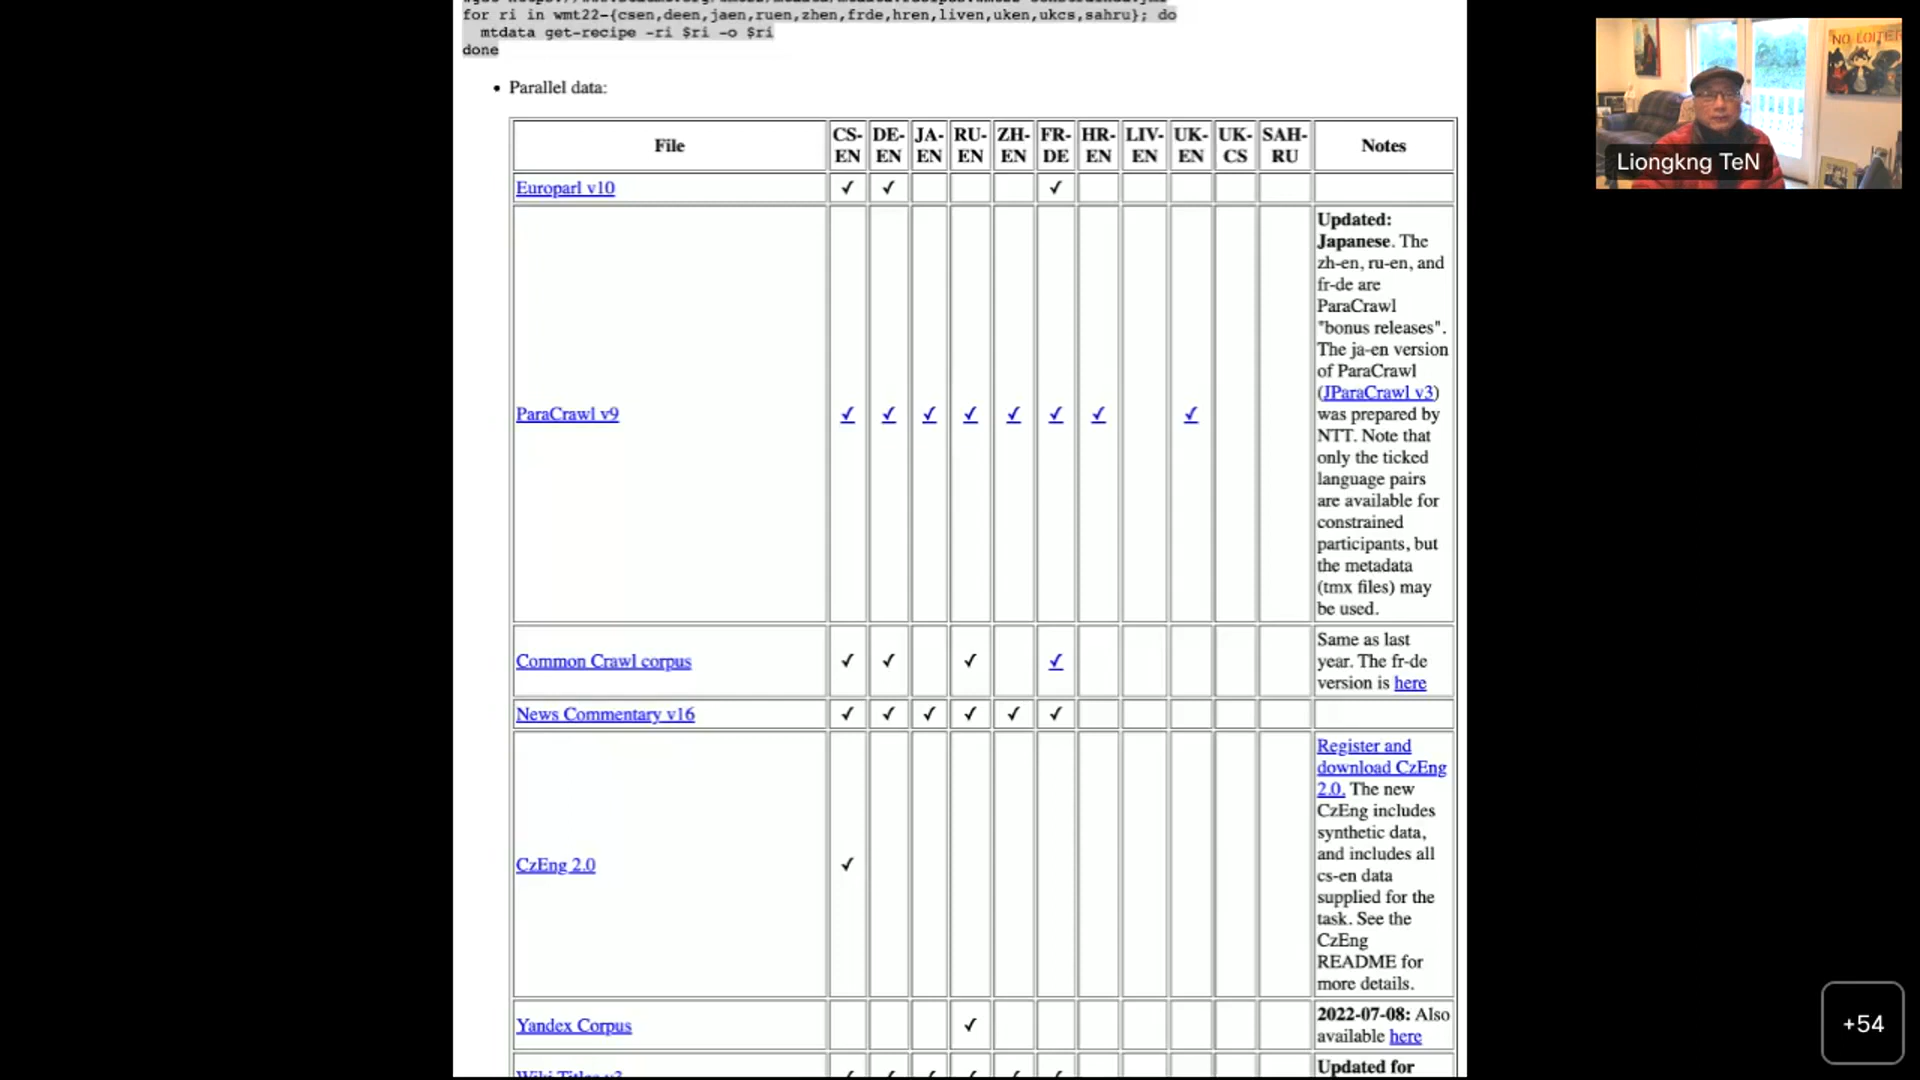 for ri in wmt22-{csen,deen,jaen,ruen,zhen,frde,hren,liven,uken,ukcs,sahru}; do
mtdata get-recipe -ri $ri -o $ri
done
• Parallel data:
File CS-EN DE-EN JA-EN RU-EN ZH-EN FR-DE HR-EN LIV-EN UK-EN UK-CS SAH-RU Notes
Europarl v10 ✓ ✓ ✓
ParaCrawl v9 ✓ ✓ ✓ ✓ ✓ ✓ ✓ ✓
Updated:
Japanese. The
zh-en, ru-en, and
fr-de are
ParaCrawl
"bonus releases".
The ja-en version
of ParaCrawl
(JParaCrawl v3)
was prepared by
NTT. Note that
only the ticked
language pairs
are available for
constrained
participants, but
the metadata
(tmx files) may
be used.
Common Crawl corpus ✓ ✓ ✓ ✓
Same as last
year. The fr-de
version is here
News Commentary v16 ✓ ✓ ✓ ✓ ✓ ✓
CzEng 2.0 ✓
Register and
download CzEng
2.0. The new
CzEng includes
synthetic data,
and includes all
cs-en data
supplied for the
task. See the
CzEng
README for
more details.
Yandex Corpus ✓
2022-07-08: Also
available here
Wiki Titles v3 ✓ ✓ ✓ ✓ ✓ ✓
Updated for
NO LOITER
Liongkng TeN
+54